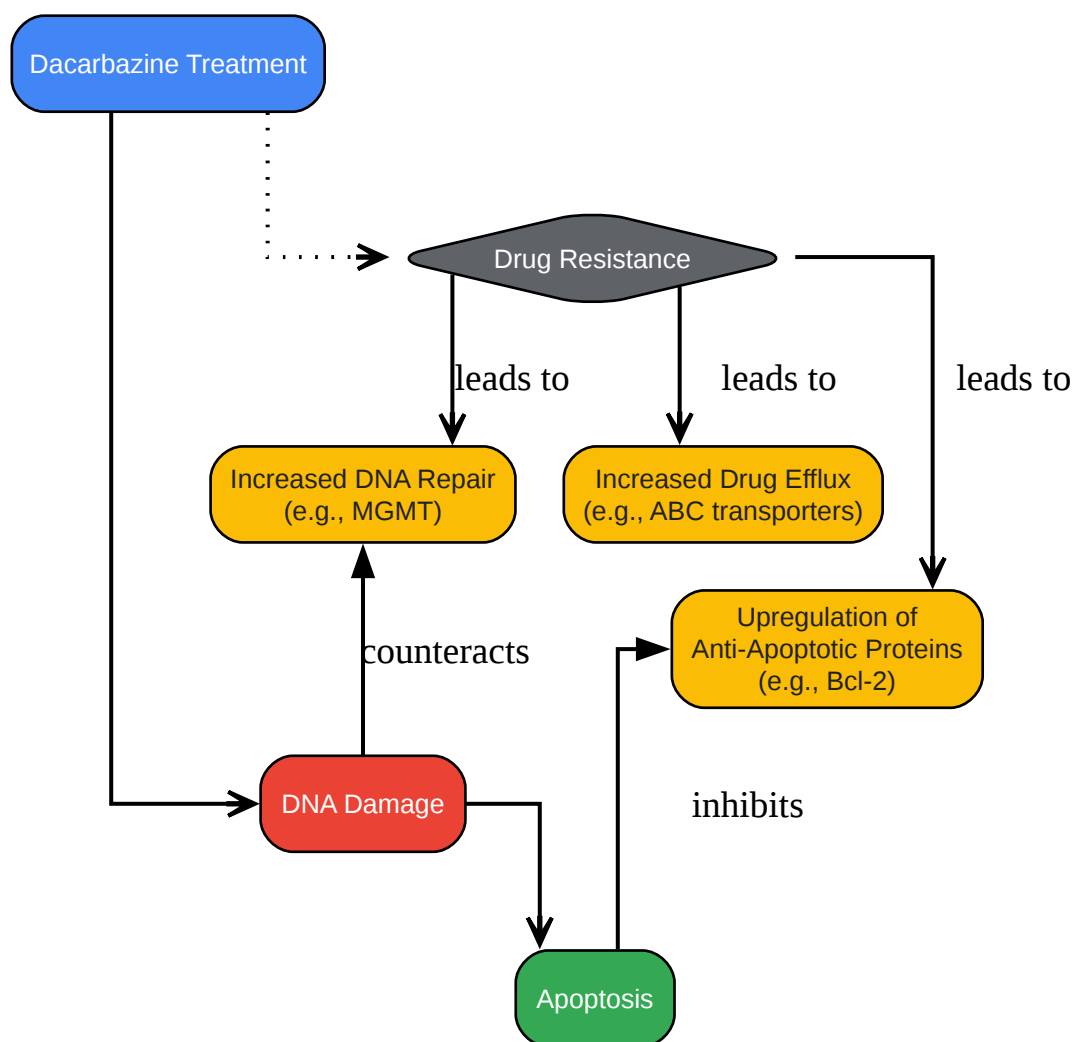 Dacarbazine Treatment
Drug Resistance
leads to
leads to
leads to
Increased DNA Repair
(e.g., MGMT)
Increased Drug Efflux
(e.g., ABC transporters)
Upregulation of
Anti-Apoptotic Proteins
(e.g., Bcl-2)
counteracts
DNA Damage
inhibits
Apoptosis